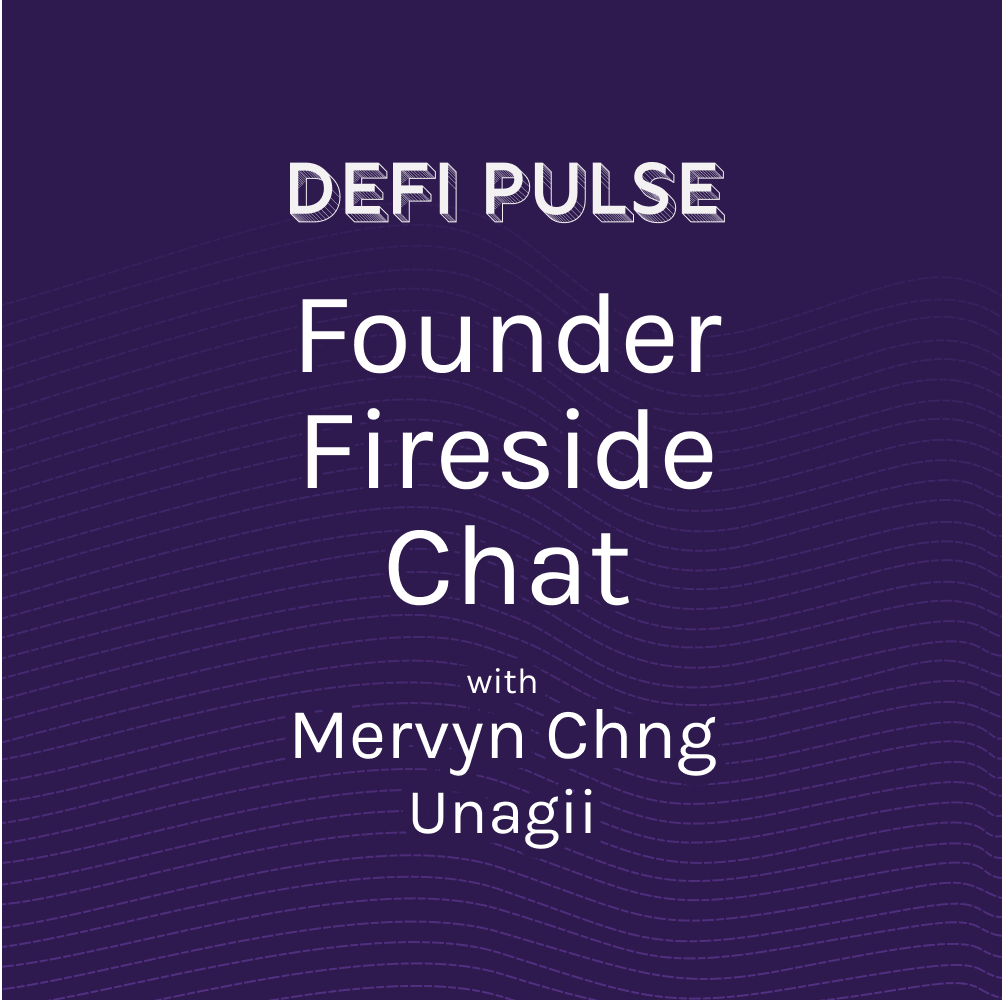 DEFI PULSE
Founder
Fireside
Chat
with
Mervyn Chng
Unagii